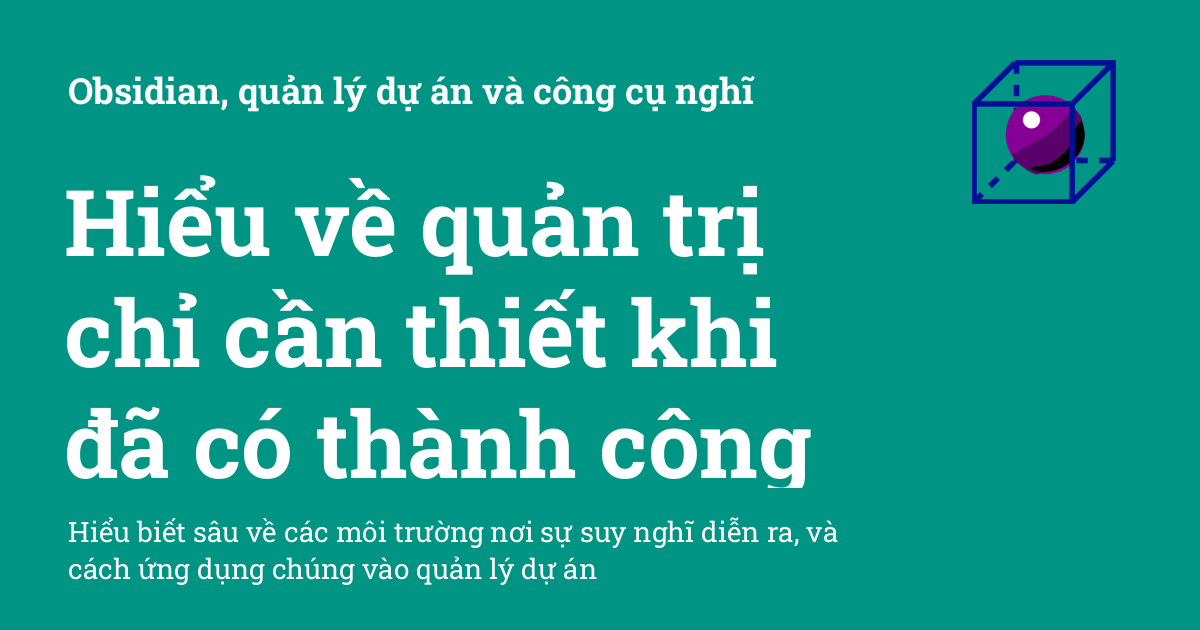 Obsidian, quản lý dự án và công cụ nghĩ
Hiểu về quản trị
chỉ cần thiết khi
đã có thành công
Hiểu biết sâu về các môi trường nơi sự suy nghĩ diễn ra, và
cách ứng dụng chúng vào quản lý dự án